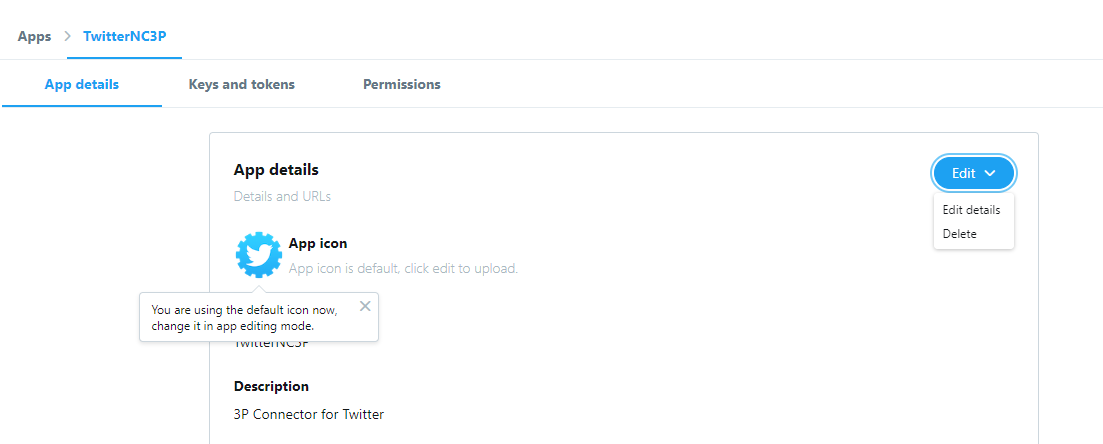 Apps > TwitterNC3P
App details Keys and tokens Permissions
App details
Edit
Details and URLs
Edit details
Delete
App icon
App icon is default, click edit to upload.
You are using the default icon now,
change it in app editing mode.
TwitterNC3P
Description
3P Connector for Twitter